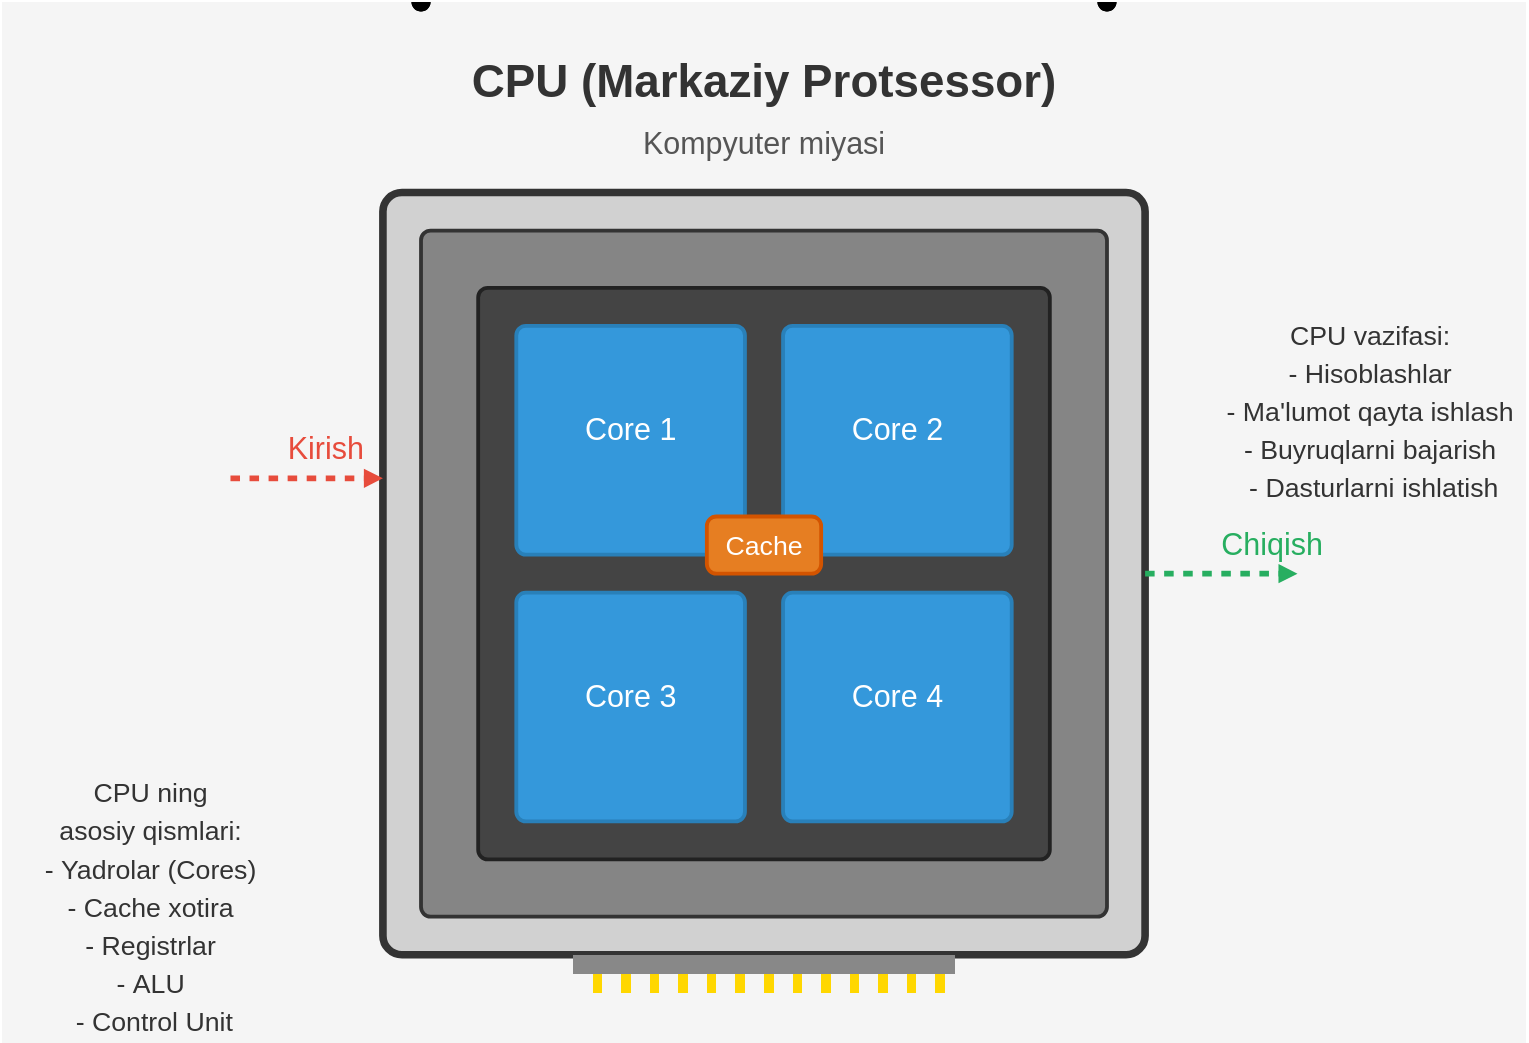 CPU (Markaziy Protsessor)
Kompyuter miyasi
CPU vazifasi:
- Hisoblashlar
- Ma'lumot qayta ishlash
- Buyruqlarni bajarish
- Dasturlarni ishlatish
Kirish
Core 1
Core 2
Cache
Chiqish
Core 3
Core 4
CPU ning
asosiy qismlari:
- Yadrolar (Cores)
- Cache xotira
- Registrlar
- ALU
- Control Unit